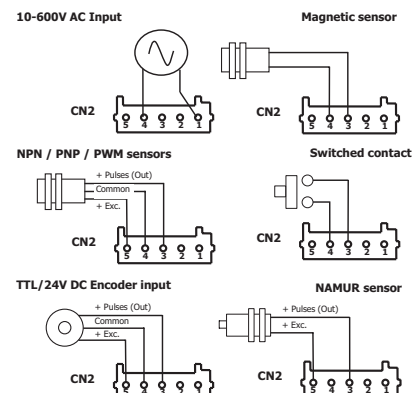 10-600V AC Input
CN2
5 4 3 2 1
Magnetic sensor
CN2
5 4 3 2 1
NPN / PNP / PWM sensors
+ Pulses (Out)
Common
+ Exc.
CN2
5 4 3 2 1
Switched contact
CN2
5 4 3 2 1
TTL/24V DC Encoder input
+ Pulses (Out)
Common
+ Exc.
CN2
5 4 3 2 1
NAMUR sensor
+ Pulses (Out)
+ Exc.
CN2
5 4 3 2 1